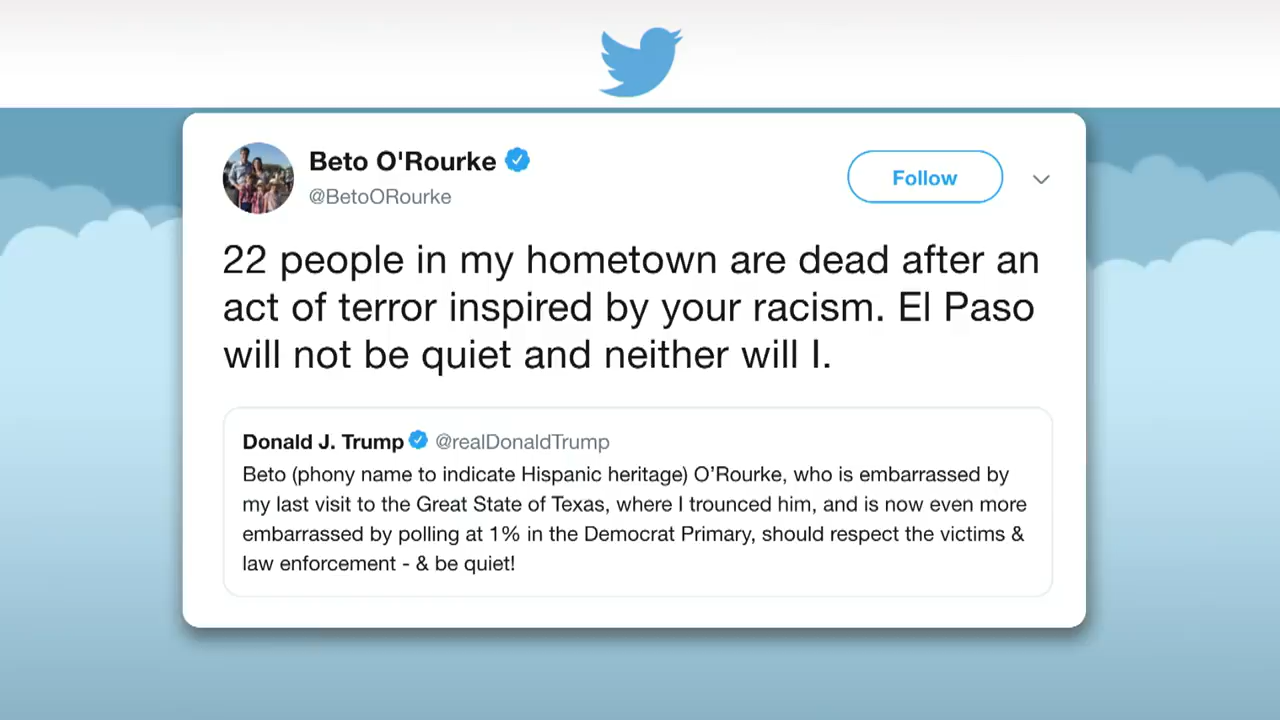 Beto O'Rourke
@BetoORourke
Follow
22 people in my hometown are dead after an
act of terror inspired by your racism. El Paso
will not be quiet and neither will I.
Donald J. Trump @realDonaldTrump
Beto (phony name to indicate Hispanic heritage) O’Rourke, who is embarrassed by
my last visit to the Great State of Texas, where I trounced him, and is now even more
embarrassed by polling at 1% in the Democrat Primary, should respect the victims &
law enforcement - & be quiet!